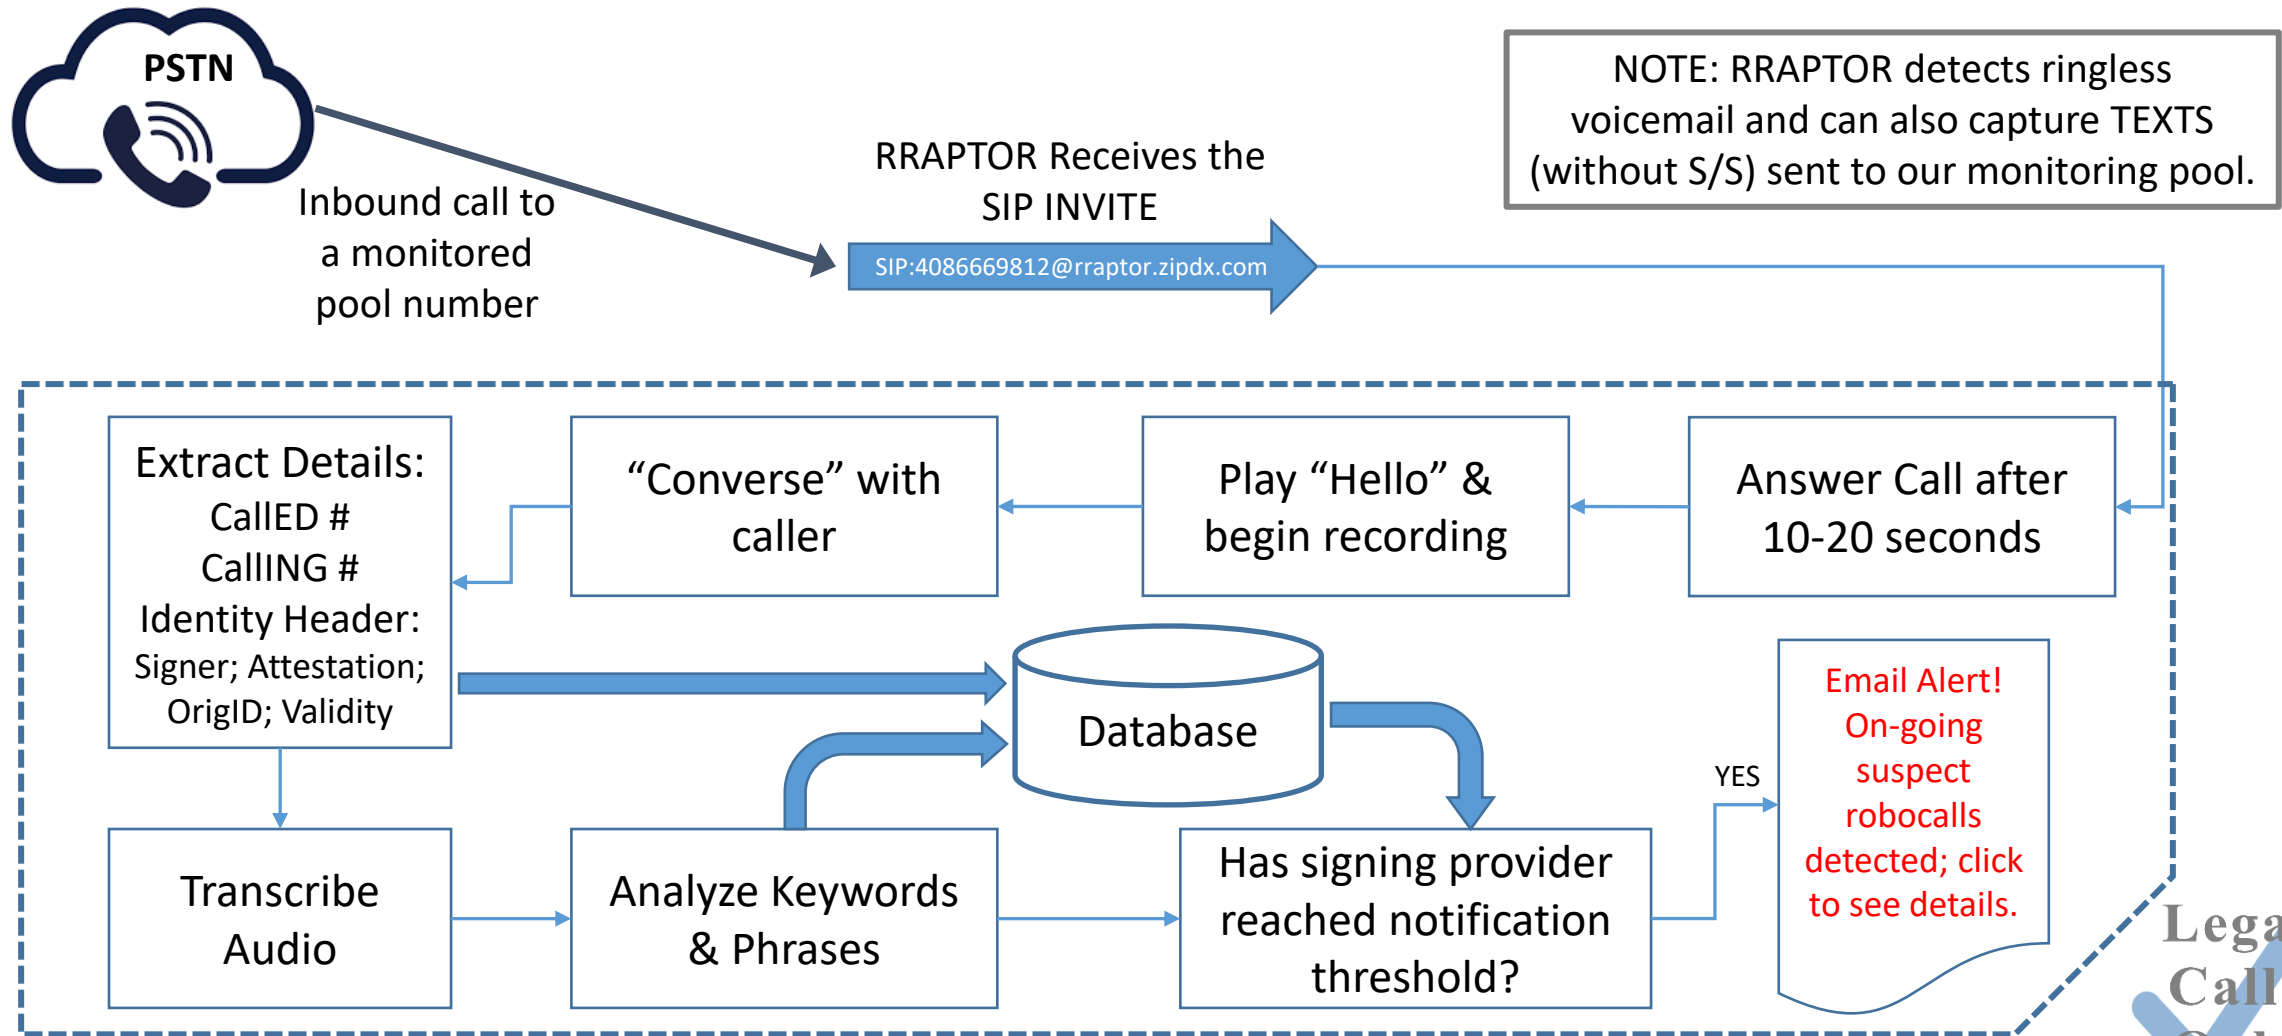 PSTN
Inbound call to
a monitored
pool number
RRAPTOR Receives the
SIP INVITE
SIP:4086669812@rraptor.zipdx.com
NOTE: RRAPTOR detects ringless
voicemail and can also capture TEXTS
(without S/S) sent to our monitoring pool.
Extract Details:
CallED #
CallING #
Identity Header:
Signer; Attestation;
OrigID; Validity
“Converse” with
caller
Play “Hello” &
begin recording
Answer Call after
10-20 seconds
Database
Transcribe
Audio
Analyze Keywords
& Phrases
Has signing provider
reached notification
threshold?
YES
Email Alert!
On-going
suspect
robocalls
detected; click
to see details.
Lega
Call